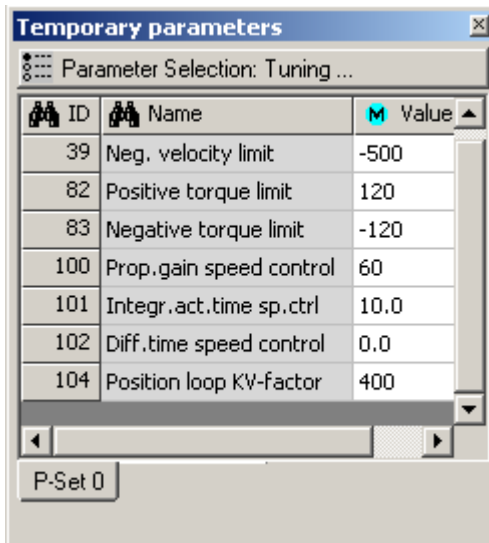 Temporary parameters
Parameter Selection: Tuning ...
ID Name M Value
39 Neg. velocity limit -500
82 Positive torque limit 120
83 Negative torque limit -120
100 Prop.gain speed control 60
101 Integr.act.time sp.ctrl 10.0
102 Diff.time speed control 0.0
104 Position loop KV-factor 400
P-Set 0